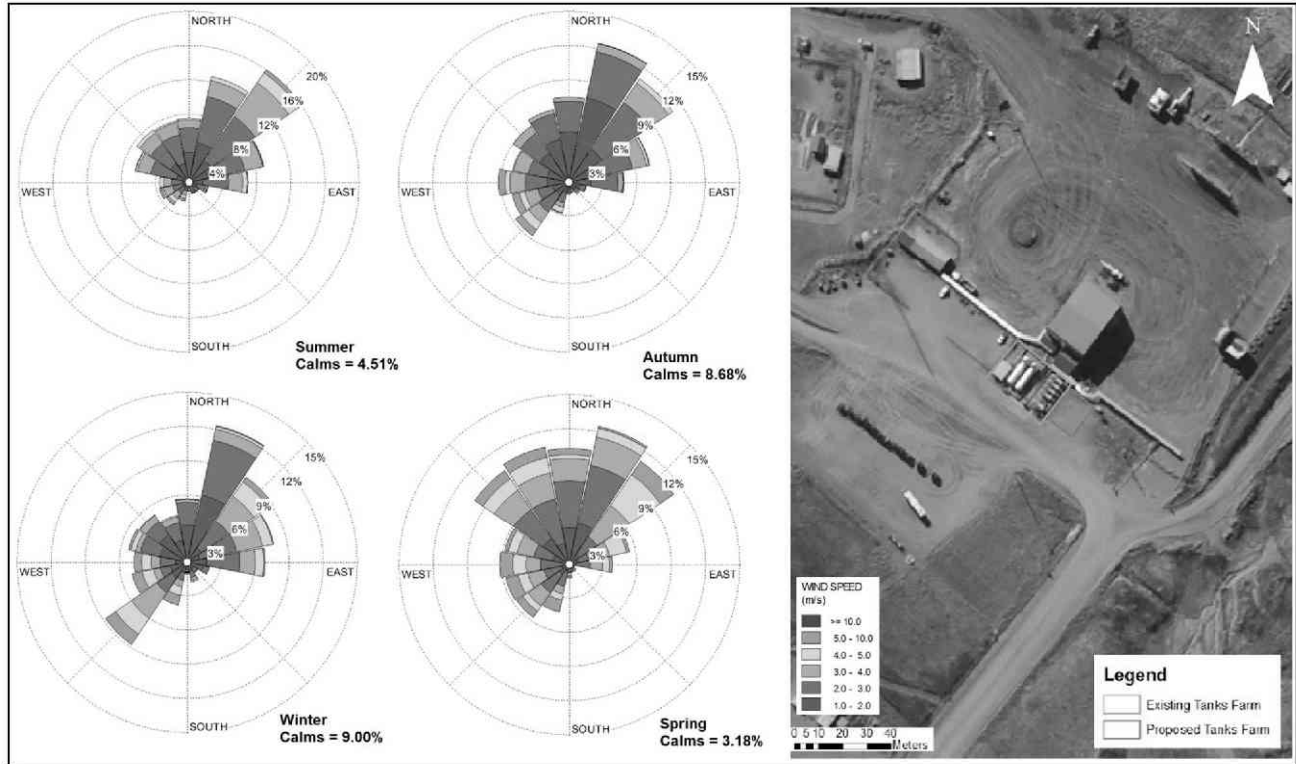 NORTH
20%
16%
12%
8%
4%
WEST
EAST
SOUTH
Summer
Calms = 4.51%
NORTH
15%
12%
9%
6%
3%
WEST
EAST
SOUTH
Autumn
Calms = 8.68%
NORTH
15%
12%
9%
6%
3%
WEST
EAST
SOUTH
Winter
Calms = 9.00%
NORTH
15%
12%
9%
6%
3%
WEST
EAST
SOUTH
Spring
Calms = 3.18%
N
WIND SPEED
(m/s)
>= 10.0
5.0 - 10.0
4.0 - 5.0
3.0 - 4.0
2.0 - 3.0
1.0 - 2.0
0 5 10 20 30 40
Meters
Legend
Existing Tanks Farm
Proposed Tanks Farm